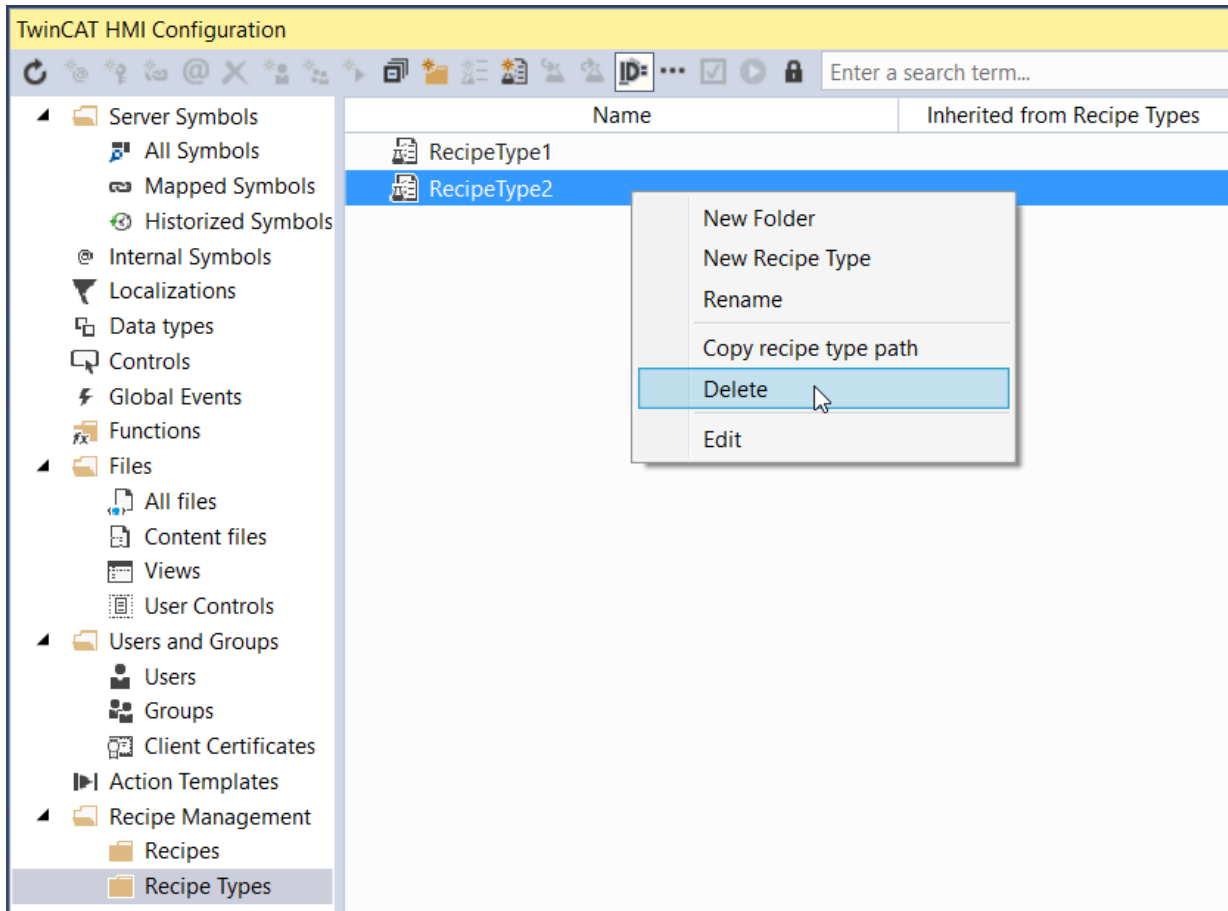 TwinCAT HMI Configuration
Enter a search term...
Server Symbols
All Symbols
Mapped Symbols
Historized Symbols
Internal Symbols
Localizations
Data types
Controls
Global Events
Functions
Files
All files
Content files
Views
User Controls
Users and Groups
Users
Groups
Client Certificates
Action Templates
Recipe Management
Recipes
Recipe Types
Name Inherited from Recipe Types
RecipeType1
RecipeType2
New Folder
New Recipe Type
Rename
Copy recipe type path
Delete
Edit